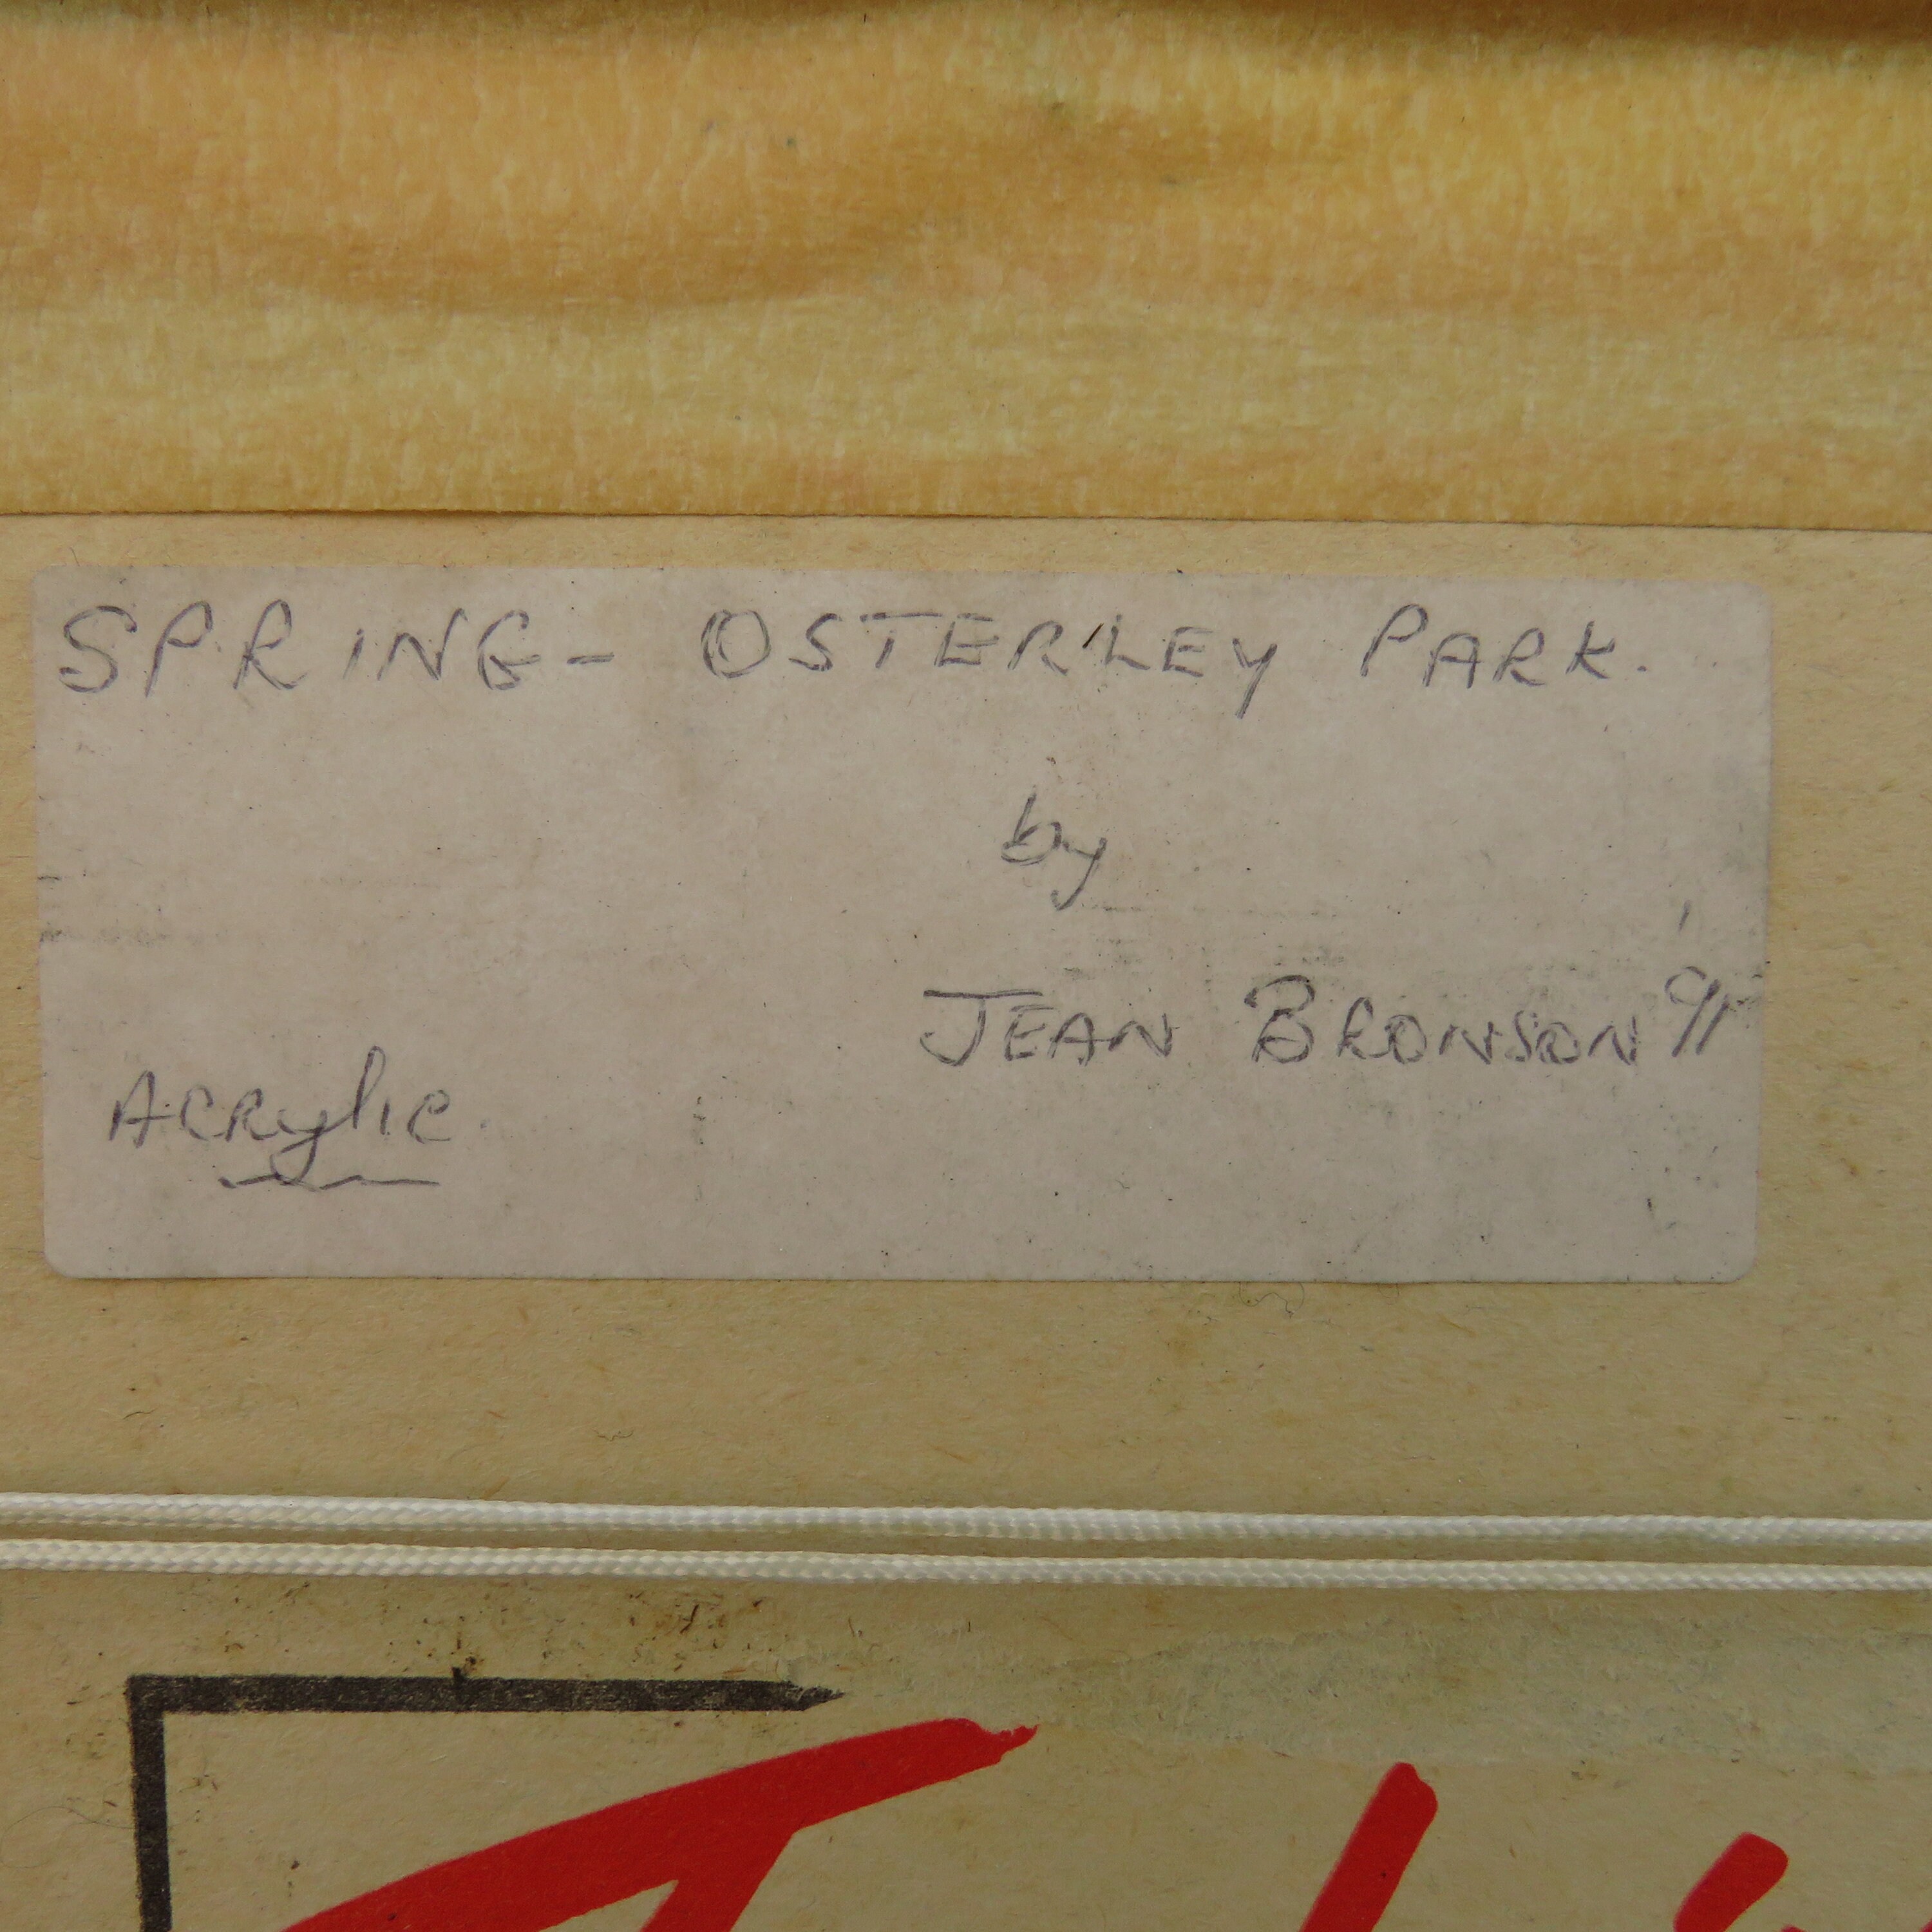 SPRING - OSTERLEY PARK.
by
JEAN BRONSON '91
Acrylic.